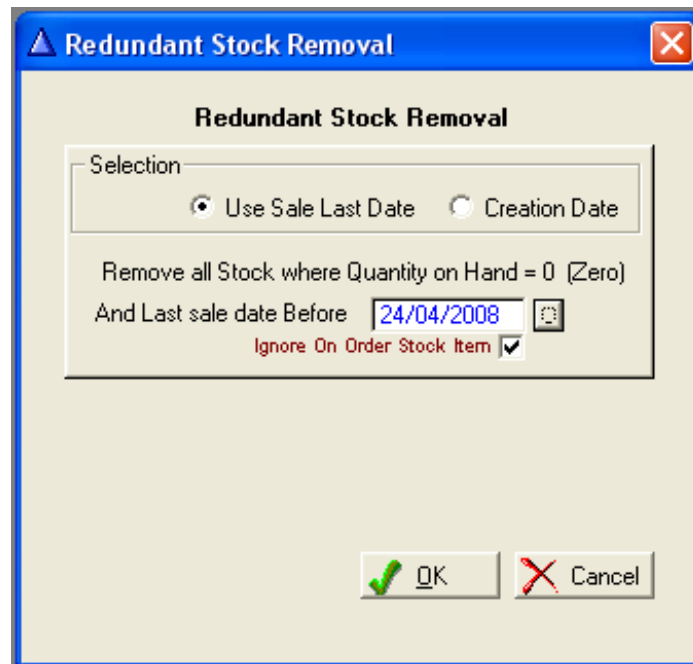 Redundant Stock Removal
Redundant Stock Removal
Selection
Use Sale Last Date Creation Date
Remove all Stock where Quantity on Hand = 0 (Zero)
And Last sale date Before 24/04/2008
Ignore On Order Stock Item
OK Cancel